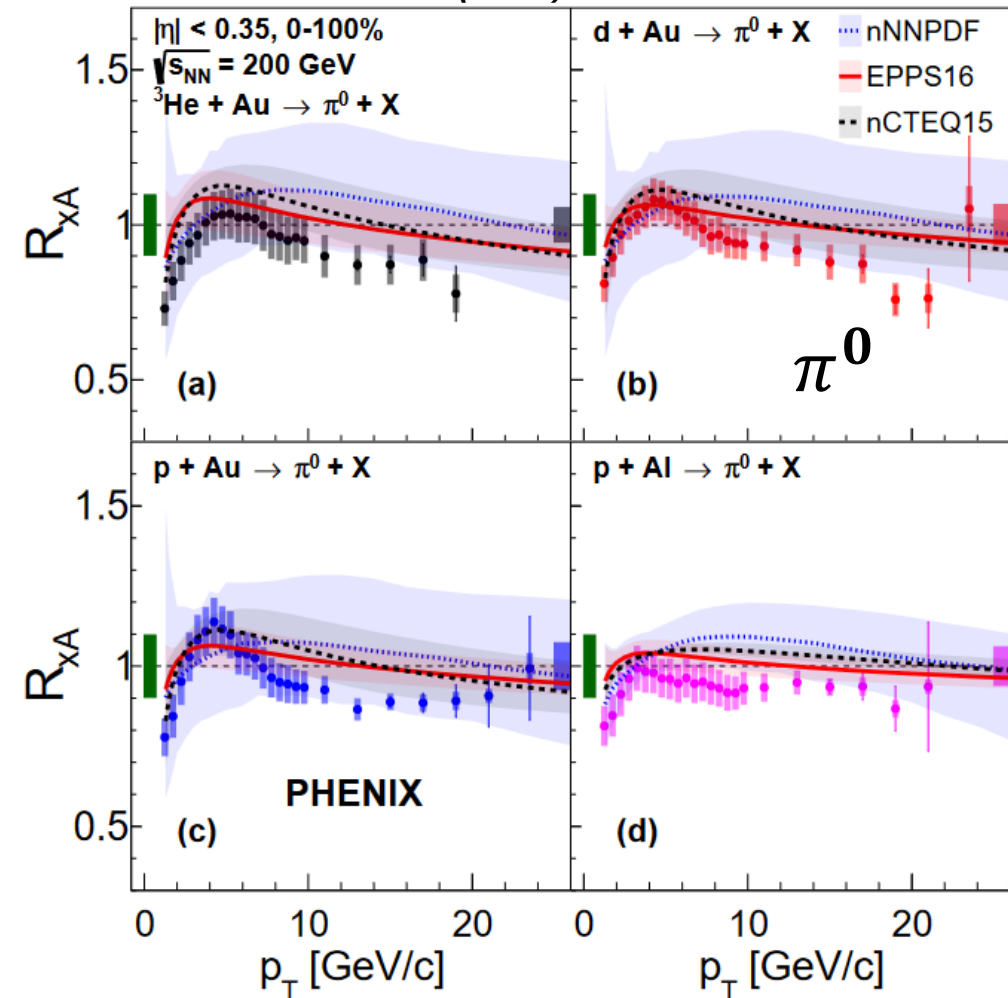 |η| < 0.35, 0-100%
√sNN = 200 GeV
³He + Au → π⁰ + X
d + Au → π⁰ + X
nNNPDF
EPPS16
nCTEQ15
RxA
1.5
1
0.5
(a)
(b)
π⁰
p + Au → π⁰ + X
p + Al → π⁰ + X
RxA
1.5
1
0.5
PHENIX
(c)
(d)
0 10 20
0 10 20
pT [GeV/c]
pT [GeV/c]